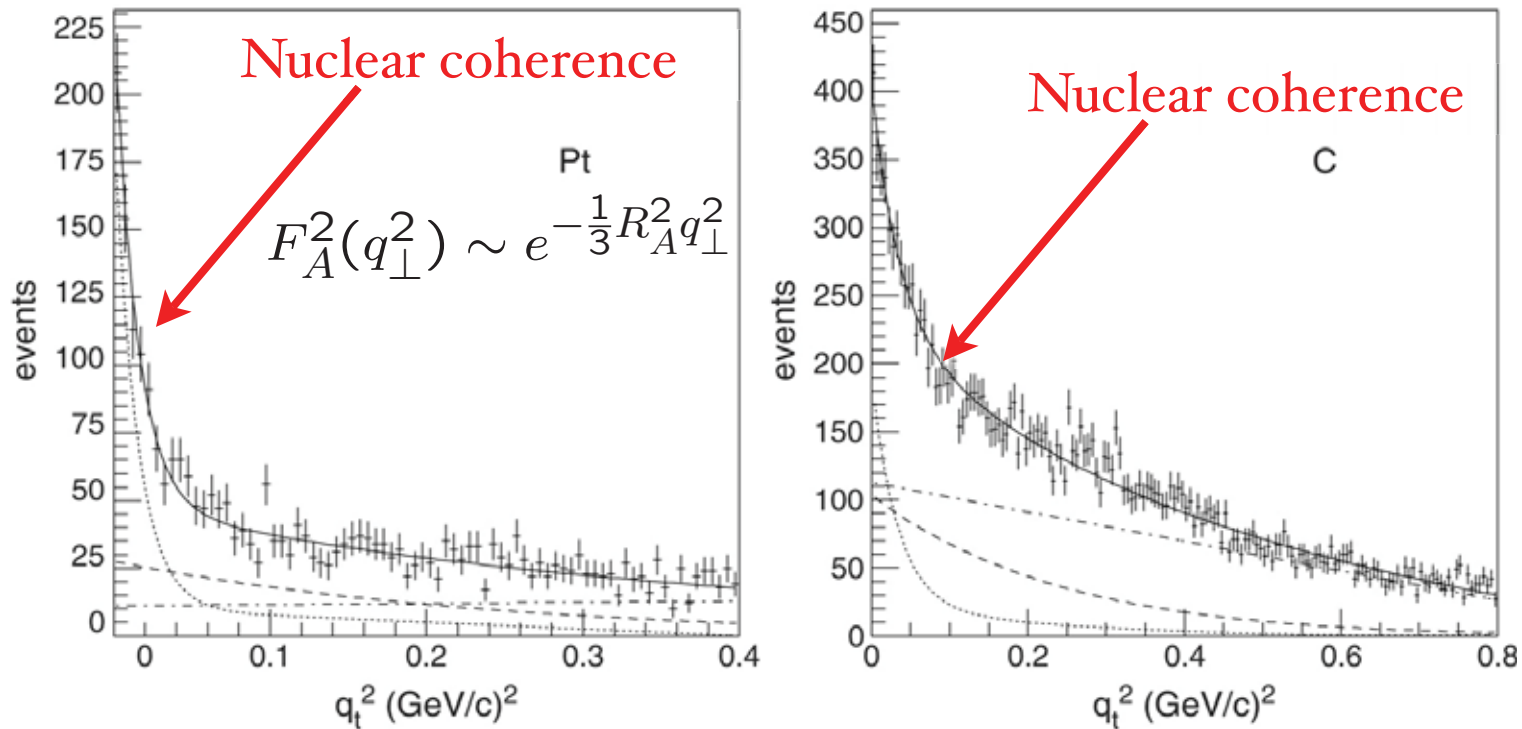 Nuclear coherence
Pt
F_A^2(q_⊥^2) ∼ e^{-\frac{1}{3}R_A^2 q_⊥^2}
events
225
200
175
150
125
100
75
50
25
0
0 0.1 0.2 0.3 0.4
q_t^2 (GeV/c)^2
Nuclear coherence
C
events
450
400
350
300
250
200
150
100
50
0
0 0.2 0.4 0.6 0.8
q_t^2 (GeV/c)^2